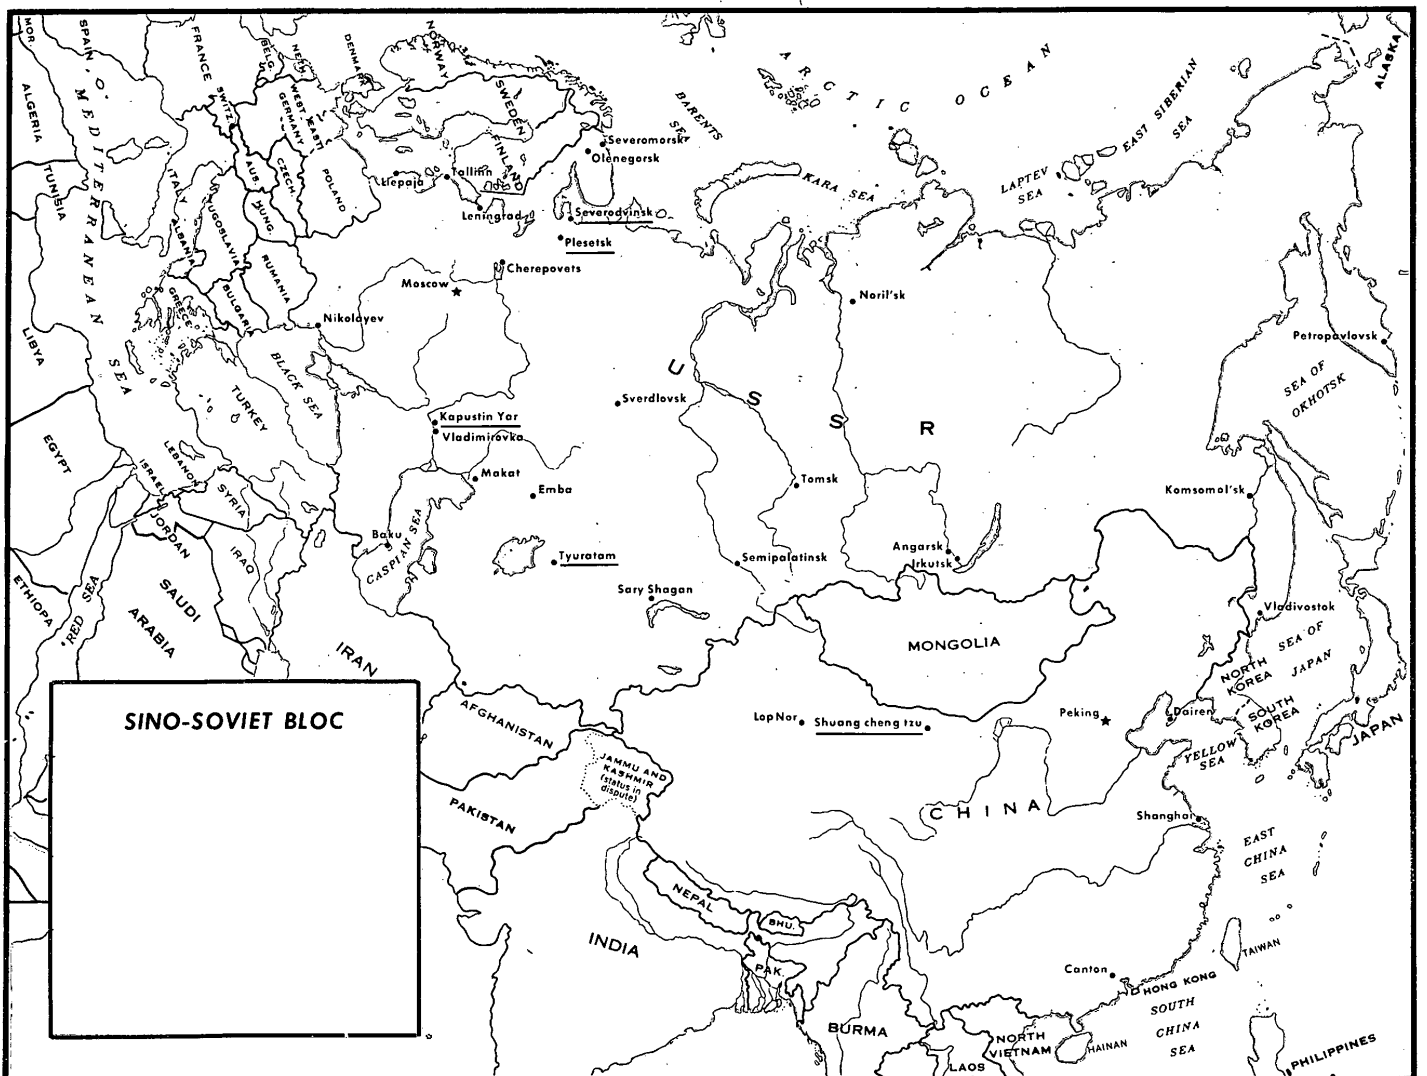 MOR.
SPAIN
FRANCE
BELG.
NETH.
DENMARK
NORWAY
SWEDEN
FINLAND
ARCTIC OCEAN
ALASKA
ALGERIA
MEDITERRANEAN SEA
SWITZ.
WEST GERMANY
EAST
BARENTS SEA
EAST SIBERIAN SEA
Severomorsk
Olenegorsk
TUNISIA
ITALY
AUS.
CZECH.
POLAND
Liepaja
Tallinn
KARA SEA
LAPTEV SEA
ALBANIA
YUGOSLAVIA
HUNG.
Leningrad
Severodvinsk
Plesetsk
RUMANIA
Cherepovets
Moscow
GREECE
BULGARIA
Noril'sk
LIBYA
Nikolayev
Petropavlovsk
BLACK SEA
TURKEY
USSR
SEA OF
OKHOTSK
Sverdlovsk
Kapustin Yar
Vladimirovka
EGYPT
ISRAEL
LEBANON
SYRIA
Makat
Emba
Tomsk
Komsomol'sk
JORDAN
IRAQ
Baku
CASPIAN SEA
Tyuratam
Semipalatinsk
Angarsk
Irkutsk
ETHIOPIA
RED SEA
SAUDI
ARABIA
IRAN
Sary Shagan
Vladivostok
MONGOLIA
SEA OF
JAPAN
NORTH
KOREA
SINO-SOVIET BLOC
AFGHANISTAN
Lop Nor
Shuang cheng tzu
Peking
Dairen
SOUTH
KOREA
JAPAN
YELLOW
SEA
JAMMU AND
KASHMIR
(status in
dispute)
PAKISTAN
CHINA
Shanghai
EAST
CHINA
SEA
NEPAL
BHU.
INDIA
PAK.
TAIWAN
Canton
HONG KONG
SOUTH
CHINA
SEA
BURMA
NORTH
VIETNAM
HAINAN
LAOS
PHILIPPINES